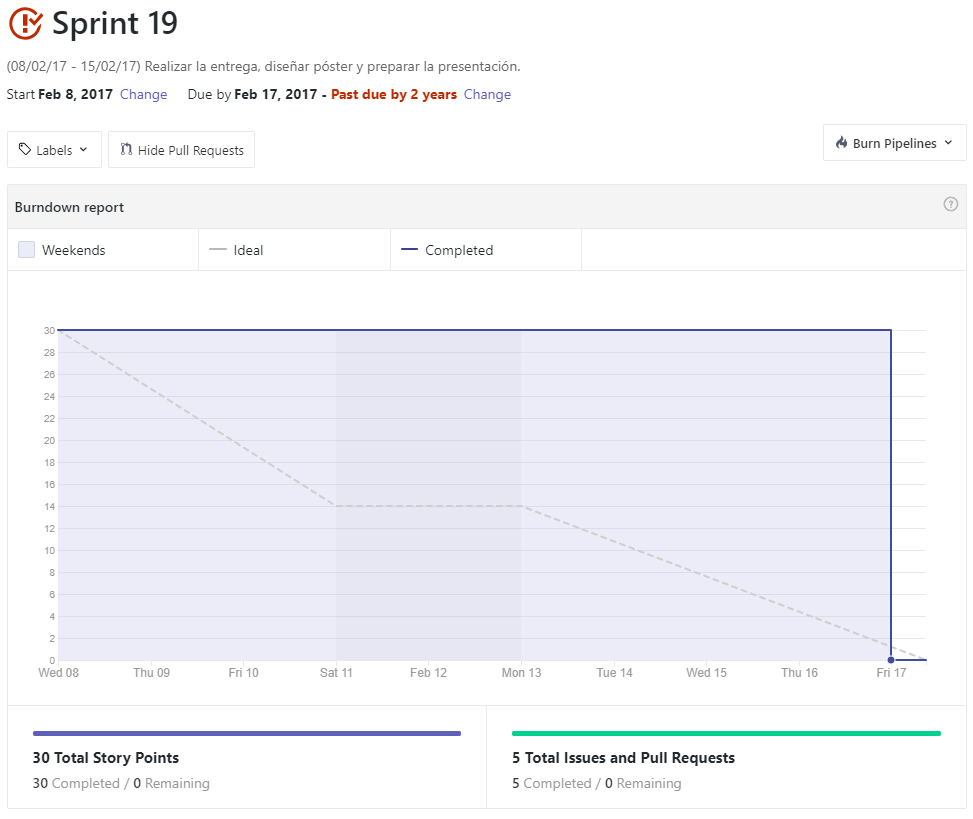 Sprint 19
(08/02/17 - 15/02/17) Realizar la entrega, diseñar póster y preparar la presentación.
Start Feb 8, 2017 Change Due by Feb 17, 2017 - Past due by 2 years Change
Labels Hide Pull Requests Burn Pipelines
Burndown report ?
Weekends Ideal Completed
30
28
26
24
22
20
18
16
14
12
10
8
6
4
2
0
Wed 08 Thu 09 Fri 10 Sat 11 Feb 12 Mon 13 Tue 14 Wed 15 Thu 16 Fri 17
30 Total Story Points
30 Completed / 0 Remaining
5 Total Issues and Pull Requests
5 Completed / 0 Remaining